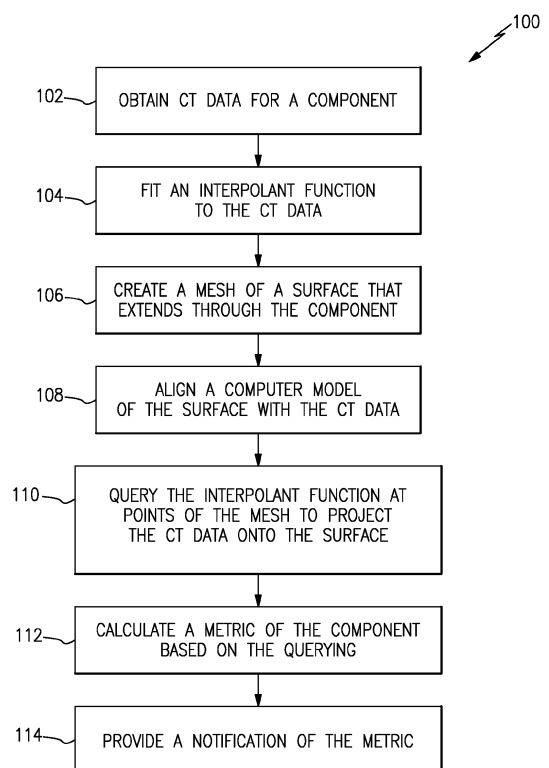 100
102
OBTAIN CT DATA FOR A COMPONENT
104
FIT AN INTERPOLANT FUNCTION
TO THE CT DATA
106
CREATE A MESH OF A SURFACE THAT
EXTENDS THROUGH THE COMPONENT
108
ALIGN A COMPUTER MODEL
OF THE SURFACE WITH THE CT DATA
110
QUERY THE INTERPOLANT FUNCTION AT
POINTS OF THE MESH TO PROJECT
THE CT DATA ONTO THE SURFACE
112
CALCULATE A METRIC OF THE COMPONENT
BASED ON THE QUERYING
114
PROVIDE A NOTIFICATION OF THE METRIC